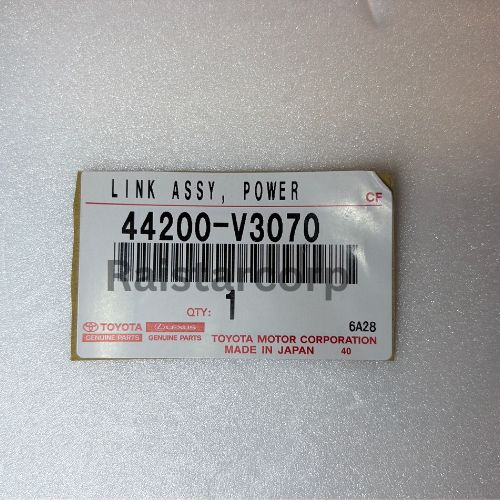 LINK ASSY, POWER
CF
44200-V3070
Raistarcorp
QTY: 1
6A28
TOYOTA LEXUS TOYOTA MOTOR CORPORATION
GENUINE PARTS GENUINE PARTS MADE IN JAPAN 40